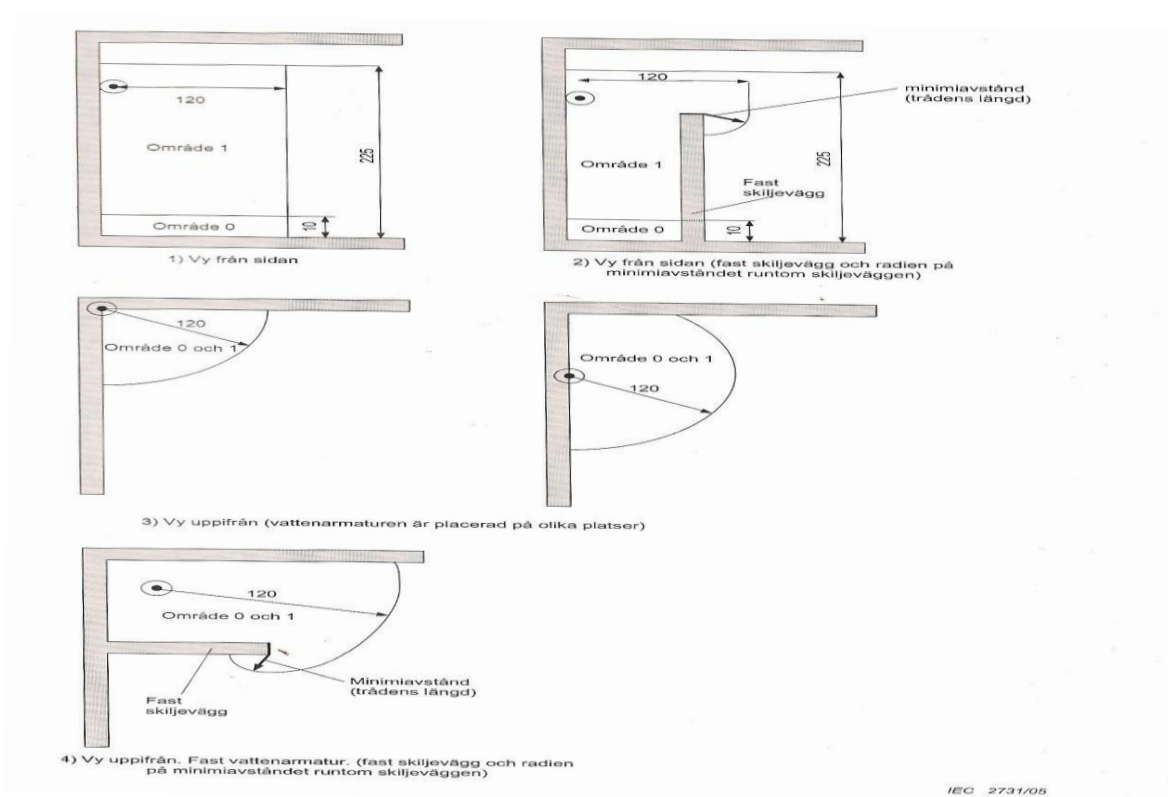 120
Område 1
225
Område 0
10
1) Vy från sidan
120
minimiavstånd
(trådens längd)
Område 1
225
Fast
skiljevägg
Område 0
10
2) Vy från sidan (fast skiljevägg och radien på
minimiavståndet runtom skiljeväggen)
120
Område 0 och 1
Område 0 och 1
120
3) Vy uppifrån (vattenarmaturen är placerad på olika platser)
120
Område 0 och 1
Minimiavstånd
(trådens längd)
Fast
skiljevägg
4) Vy uppifrån. Fast vattenarmatur. (fast skiljevägg och radien
på minimiavståndet runtom skiljeväggen)
IEC 2731/05